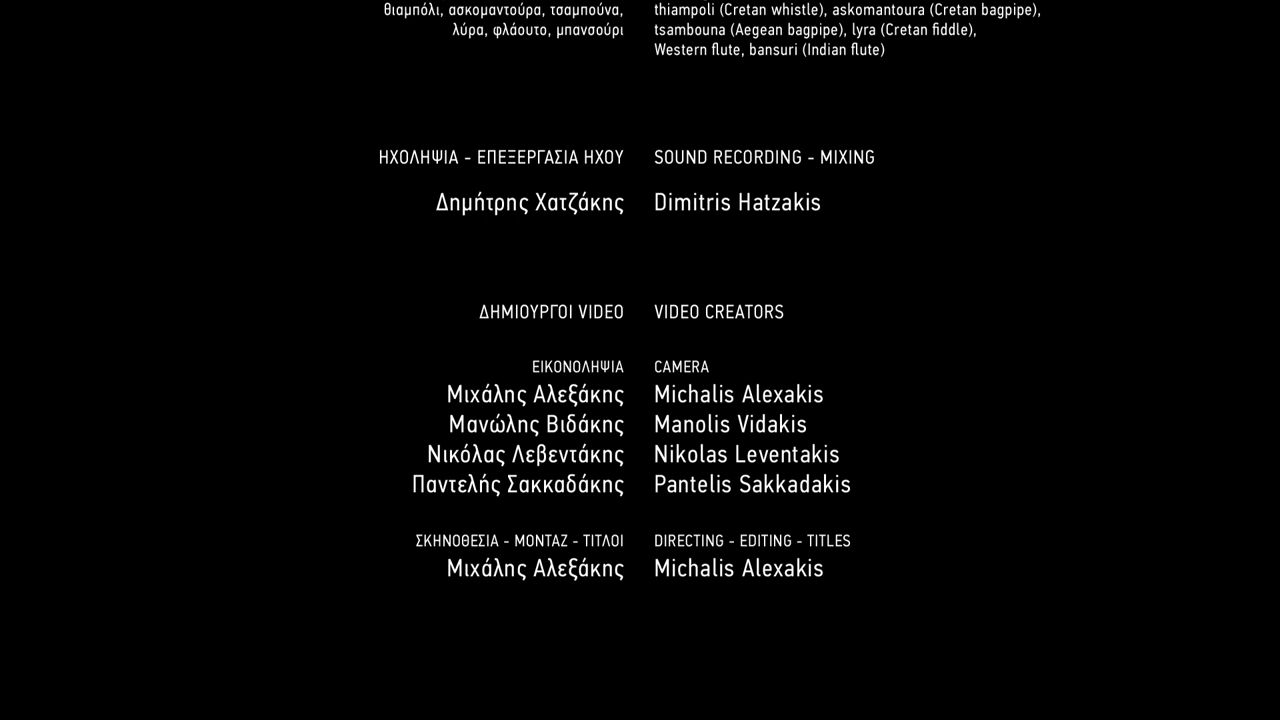 θιαμπόλι, ασκομαντούρα, τσαμπούνα, thiampoli (Cretan whistle), askomantoura (Cretan bagpipe),
λύρα, φλάουτο, μπανσούρι tsambouna (Aegean bagpipe), lyra (Cretan fiddle),
Western flute, bansuri (Indian flute)
ΗΧΟΛΗΨΙΑ - ΕΠΕΞΕΡΓΑΣΙΑ ΗΧΟΥ SOUND RECORDING - MIXING
Δημήτρης Χατζάκης Dimitris Hatzakis
ΔΗΜΙΟΥΡΓΟΙ VIDEO VIDEO CREATORS
ΕΙΚΟΝΟΛΗΨΙΑ CAMERA
Μιχάλης Αλεξάκης Michalis Alexakis
Μανώλης Βιδάκης Manolis Vidakis
Νικόλας Λεβεντάκης Nikolas Leventakis
Παντελής Σακκαδάκης Pantelis Sakkadakis
ΣΚΗΝΟΘΕΣΙΑ - ΜΟΝΤΑΖ - ΤΙΤΛΟΙ DIRECTING - EDITING - TITLES
Μιχάλης Αλεξάκης Michalis Alexakis